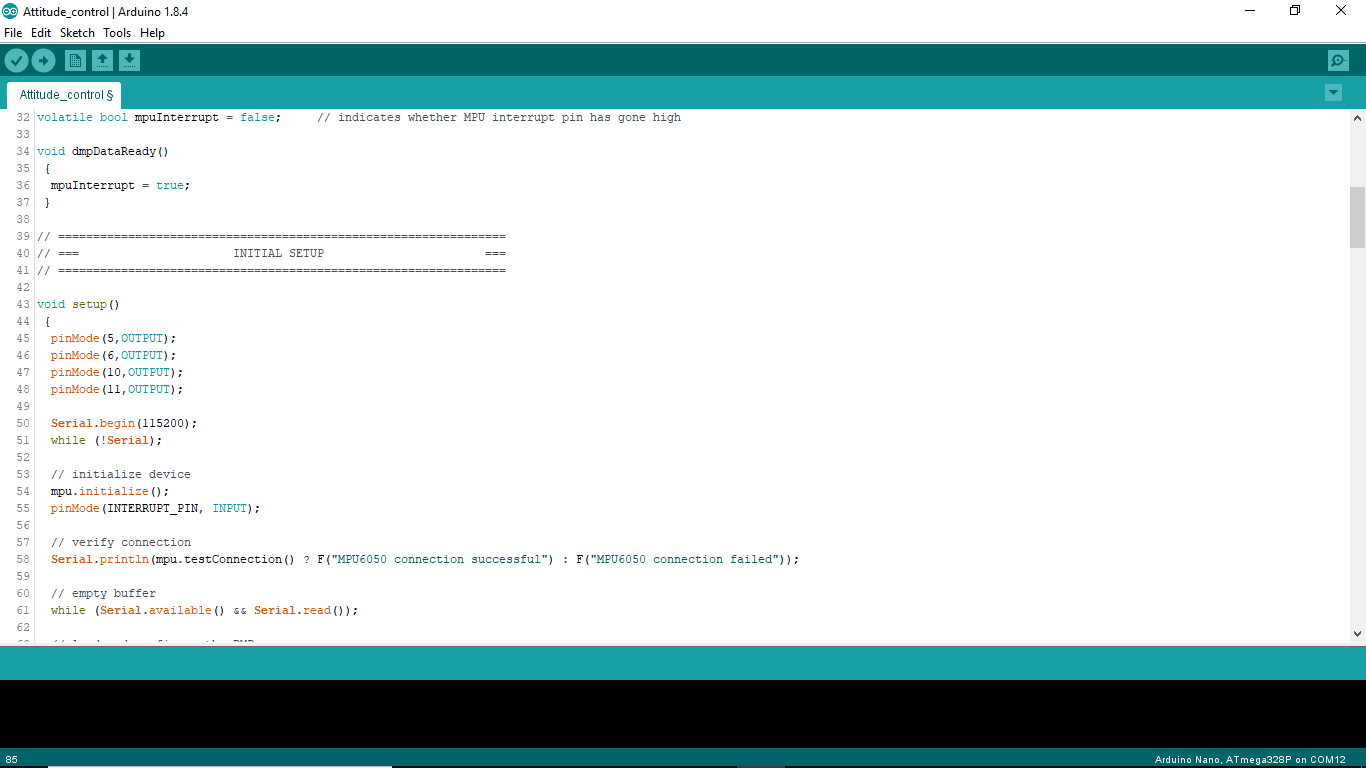 Attitude_control | Arduino 1.8.4
File Edit Sketch Tools Help
Attitude_control §
32 volatile bool mpuInterrupt = false;     // indicates whether MPU interrupt pin has gone high
33
34 void dmpDataReady()
35  {
36   mpuInterrupt = true;
37  }
38
39 // ================================================================
40 // ===                      INITIAL SETUP                       ===
41 // ================================================================
42
43 void setup()
44  {
45   pinMode(5,OUTPUT);
46   pinMode(6,OUTPUT);
47   pinMode(10,OUTPUT);
48   pinMode(11,OUTPUT);
49
50   Serial.begin(115200);
51   while (!Serial);
52
53   // initialize device
54   mpu.initialize();
55   pinMode(INTERRUPT_PIN, INPUT);
56
57   // verify connection
58   Serial.println(mpu.testConnection() ? F("MPU6050 connection successful") : F("MPU6050 connection failed"));
59
60   // empty buffer
61   while (Serial.available() && Serial.read());
62
85
Arduino Nano, ATmega328P on COM12